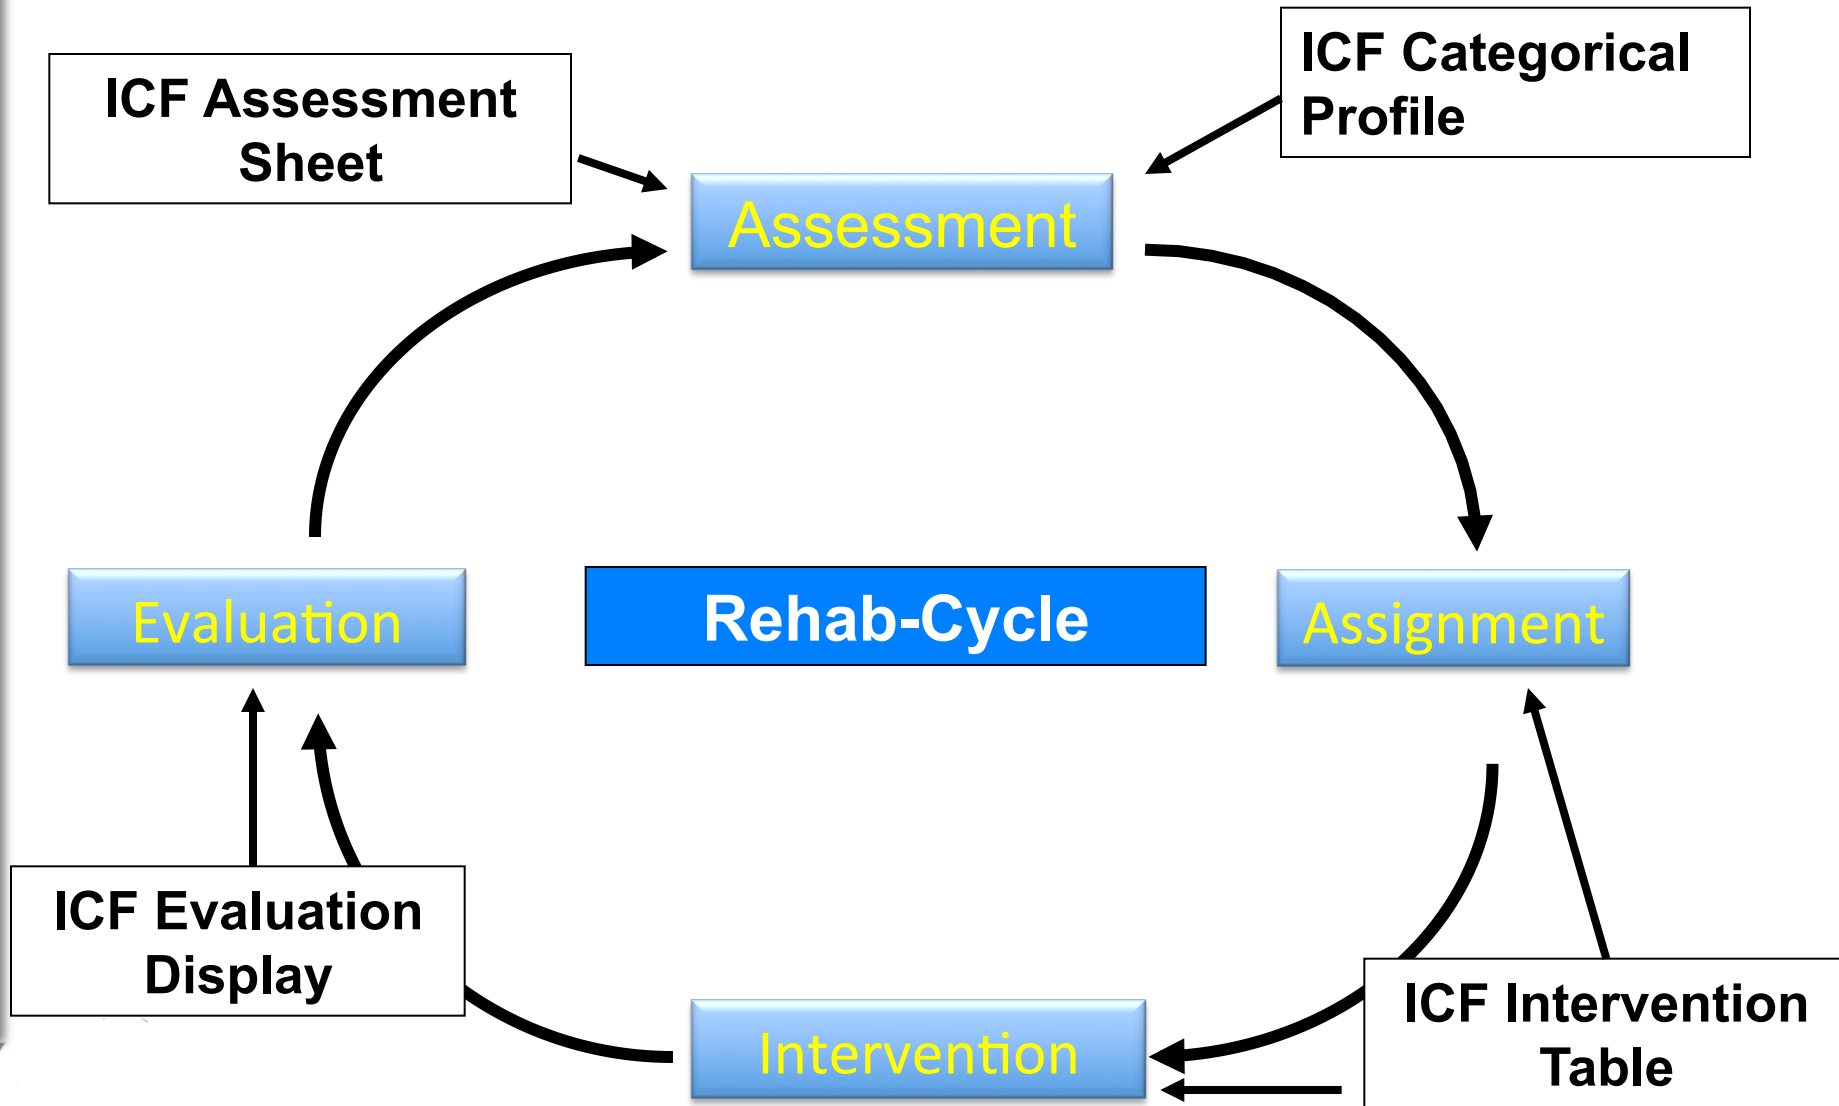 ICF Assessment
Sheet
ICF Categorical
Profile
Assessment
Evaluation
Rehab-Cycle
Assignment
ICF Evaluation
Display
Intervention
ICF Intervention
Table